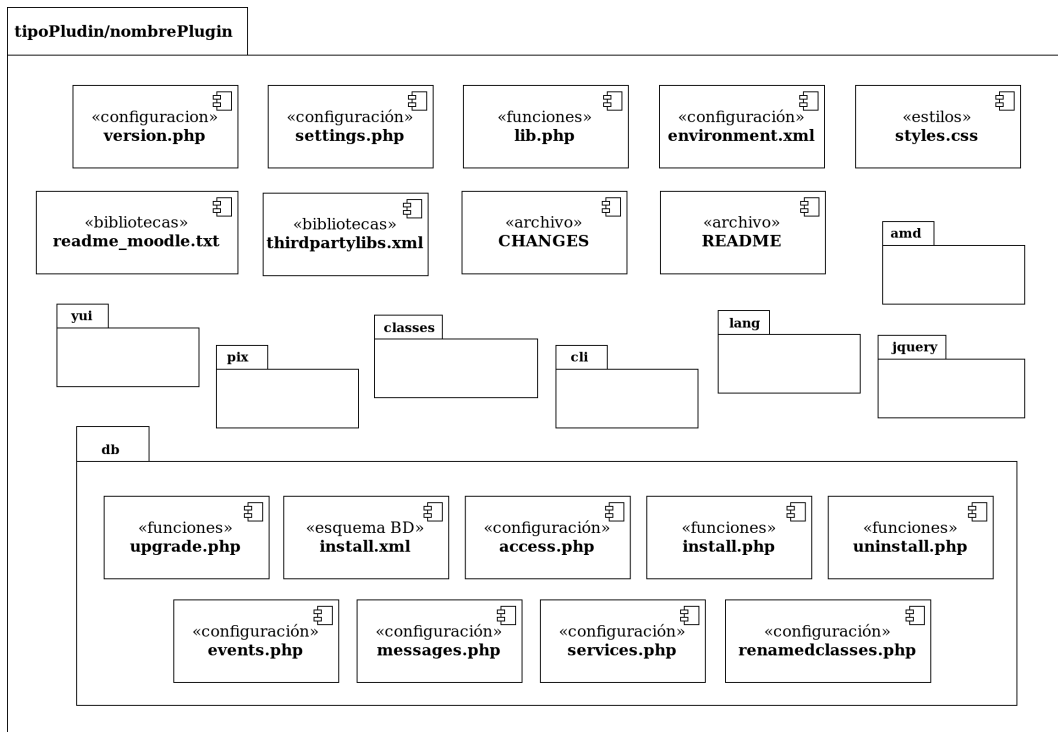 tipoPludin/nombrePlugin
«configuracion»
version.php
«configuración»
settings.php
«funciones»
lib.php
«configuración»
environment.xml
«estilos»
styles.css
«bibliotecas»
readme_moodle.txt
«bibliotecas»
thirdpartylibs.xml
«archivo»
CHANGES
«archivo»
README
amd
yui
pix
classes
cli
lang
jquery
db
«funciones»
upgrade.php
«esquema BD»
install.xml
«configuración»
access.php
«funciones»
install.php
«funciones»
uninstall.php
«configuración»
events.php
«configuración»
messages.php
«configuración»
services.php
«configuración»
renamedclasses.php